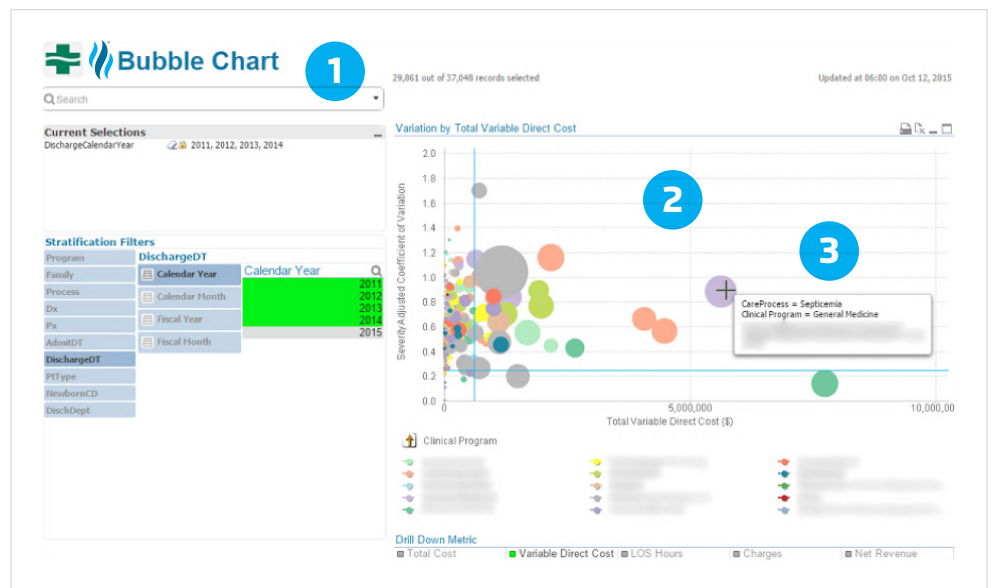 Bubble Chart
1
29,861 out of 37,048 records selected
Updated at 06:00 on Oct 12, 2015
Search
Current Selections
DischargeCalendarYear 2011, 2012, 2013, 2014
Stratification Filters
Program
Family
Process
Dx
Px
AdmitDT
DischargeDT
PtType
NewbornCD
DischDept
DischargeDT
Calendar Year
Calendar Month
Fiscal Year
Fiscal Month
Calendar Year
2011
2012
2013
2014
2015
Variation by Total Variable Direct Cost
Severity Adjusted Coefficient of Variation
2.0
1.8
1.6
1.4
1.2
1.0
0.8
0.6
0.4
0.2
0.0
2
3
CareProcess = Septicemia
Clinical Program = General Medicine
0 5,000,000 10,000,00
Total Variable Direct Cost ($)
Clinical Program
Drill Down Metric
Total Cost Variable Direct Cost LOS Hours Charges Net Revenue